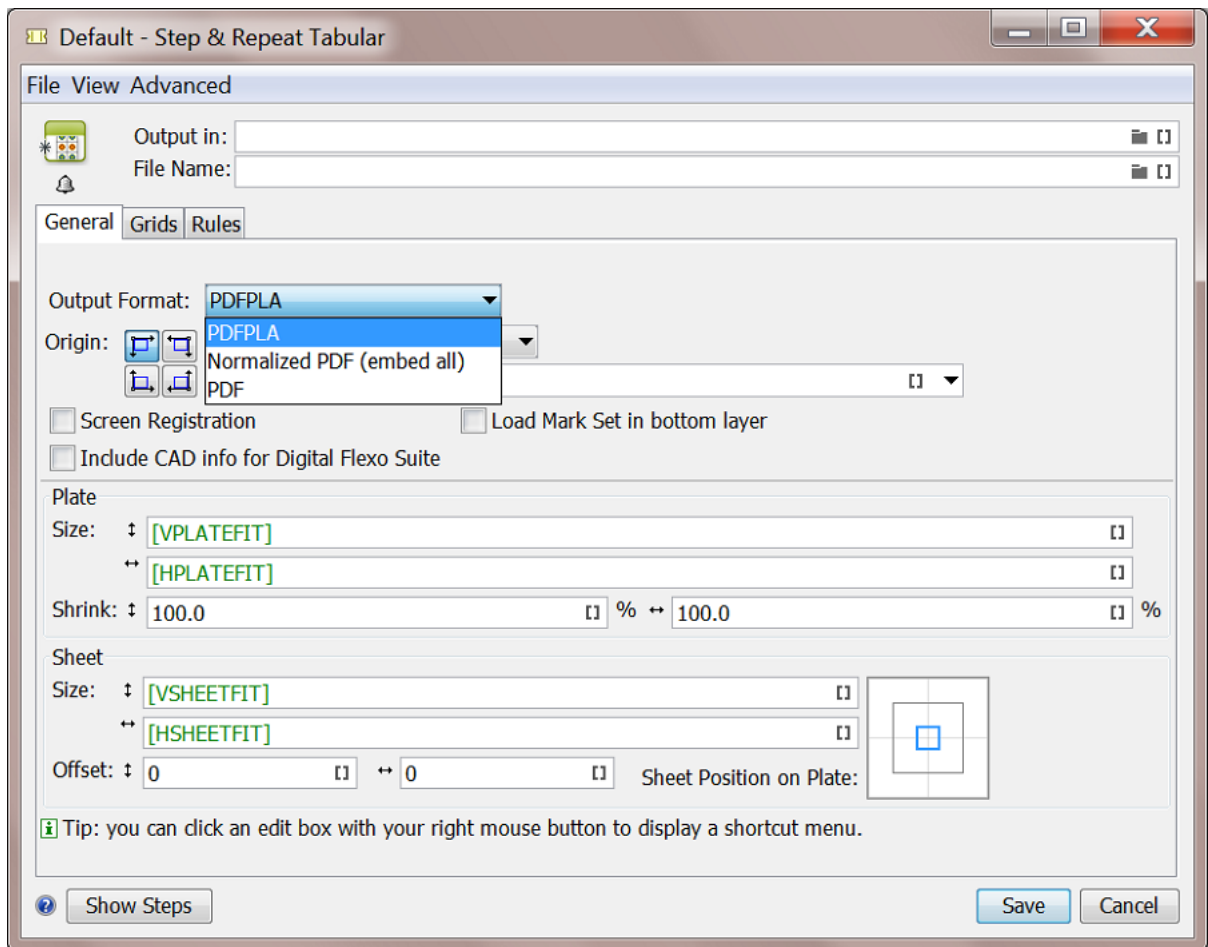 Default - Step & Repeat Tabular
File View Advanced
Output in:
File Name:
General Grids Rules
Output Format: PDFPLA
PDFPLA
Origin:
Normalized PDF (embed all)
PDF
Screen Registration Load Mark Set in bottom layer
Include CAD info for Digital Flexo Suite
Plate
Size: [VPLATEFIT]
[HPLATEFIT]
Shrink: 100.0 % 100.0 %
Sheet
Size: [VSHEETFIT]
[HSHEETFIT]
Offset: 0 0 Sheet Position on Plate:
Tip: you can click an edit box with your right mouse button to display a shortcut menu.
Show Steps Save Cancel